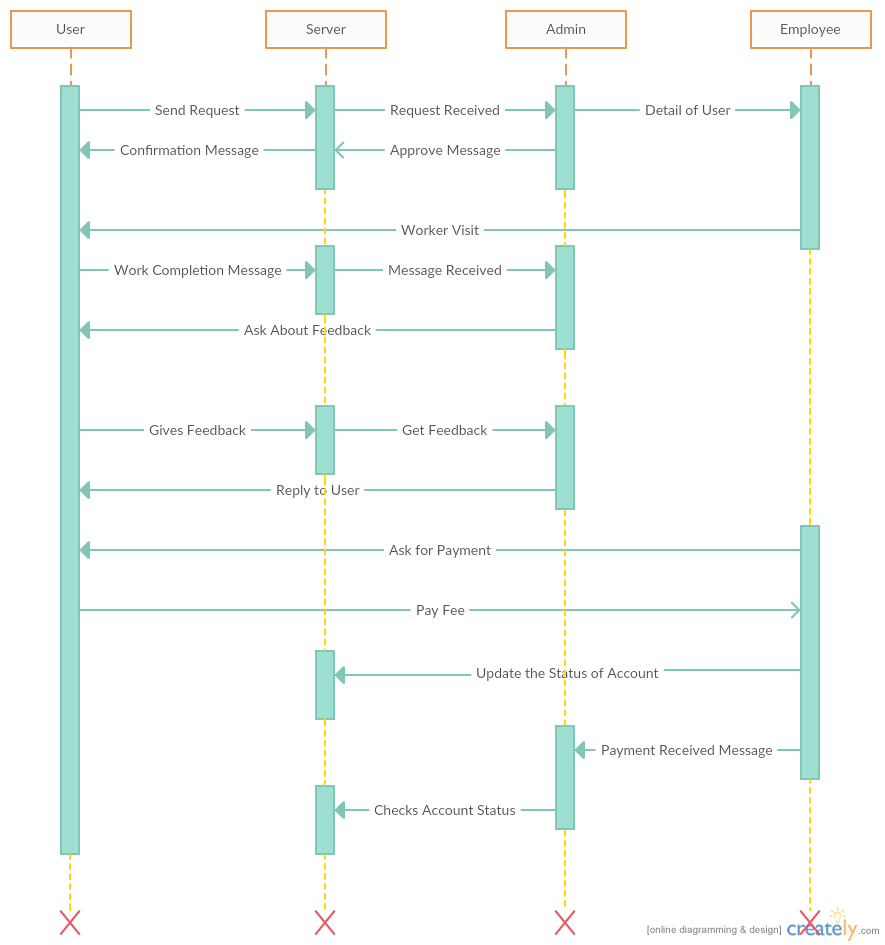 User
Server
Admin
Employee
Send Request
Request Received
Detail of User
Confirmation Message
Approve Message
Worker Visit
Work Completion Message
Message Received
Ask About Feedback
Gives Feedback
Get Feedback
Reply to User
Ask for Payment
Pay Fee
Update the Status of Account
Payment Received Message
Checks Account Status
[online diagramming & design] creately.com